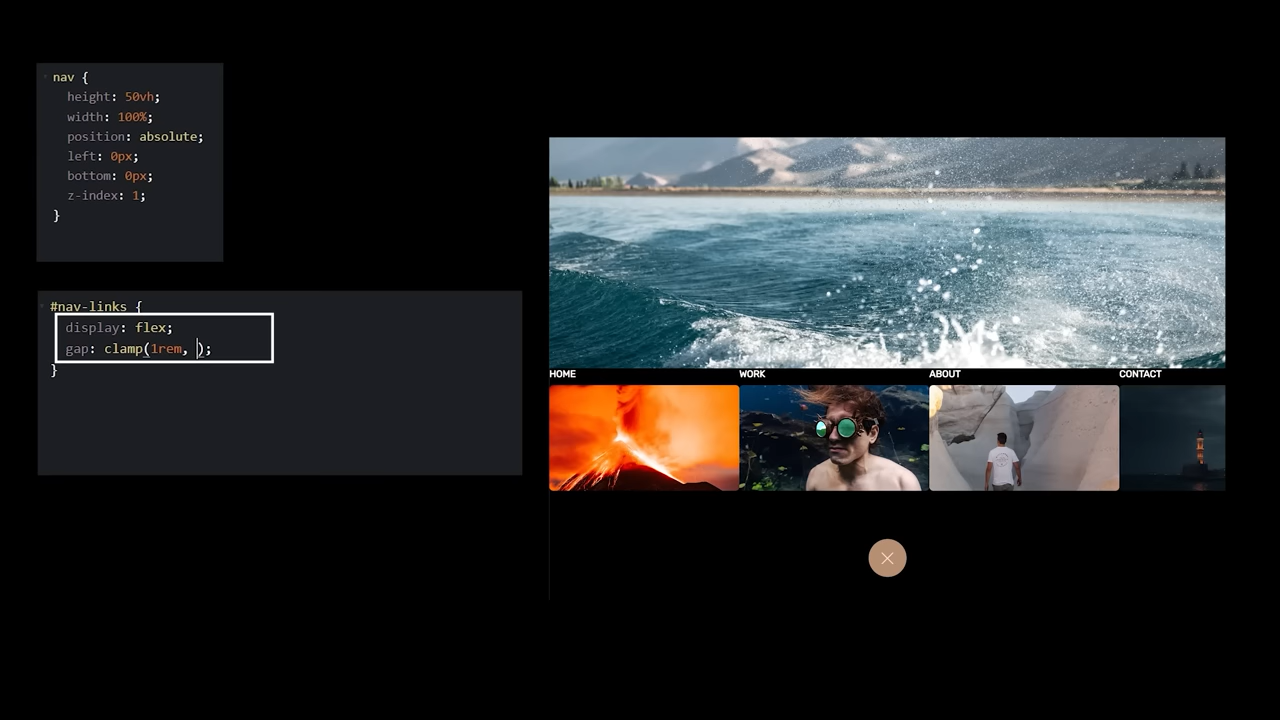 nav {
height: 50vh;
width: 100%;
position: absolute;
left: 0px;
bottom: 0px;
z-index: 1;
}
#nav-links {
display: flex;
gap: clamp(1rem, );
}
HOME WORK ABOUT CONTACT